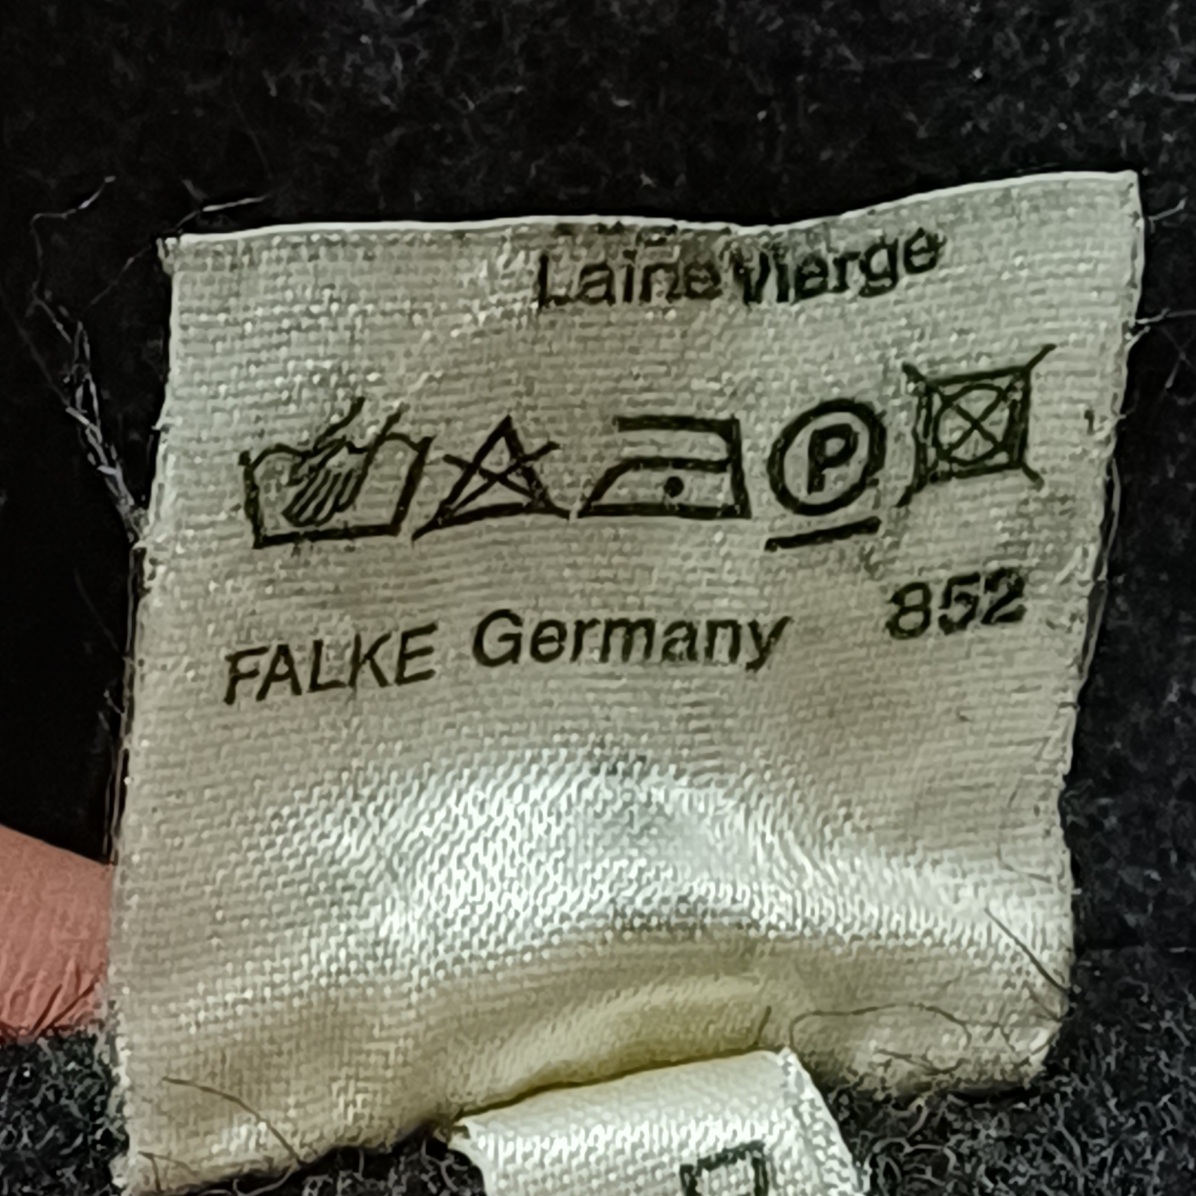 Laine Vierge
P
FALKE Germany 852